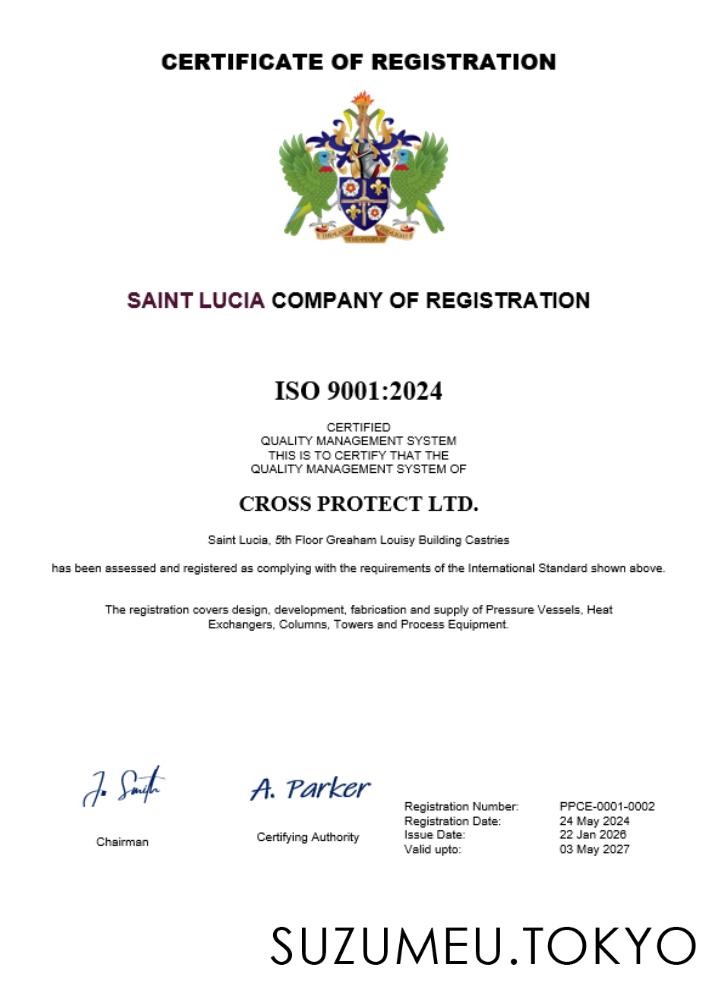 CERTIFICATE OF REGISTRATION
SAINT LUCIA COMPANY OF REGISTRATION
ISO 9001:2024
CERTIFIED
QUALITY MANAGEMENT SYSTEM
THIS IS TO CERTIFY THAT THE
QUALITY MANAGEMENT SYSTEM OF
CROSS PROTECT LTD.
Saint Lucia, 5th Floor Greaham Louisy Building Castries
has been assessed and registered as complying with the requirements of the International Standard shown above.
The registration covers design, development, fabrication and supply of Pressure Vessels, Heat
Exchangers, Columns, Towers and Process Equipment.
J. Smith
Chairman
A. Parker
Certifying Authority
Registration Number: PPCE-0001-0002
Registration Date: 24 May 2024
Issue Date: 22 Jan 2026
Valid upto: 03 May 2027
SUZUMEU.TOKYO